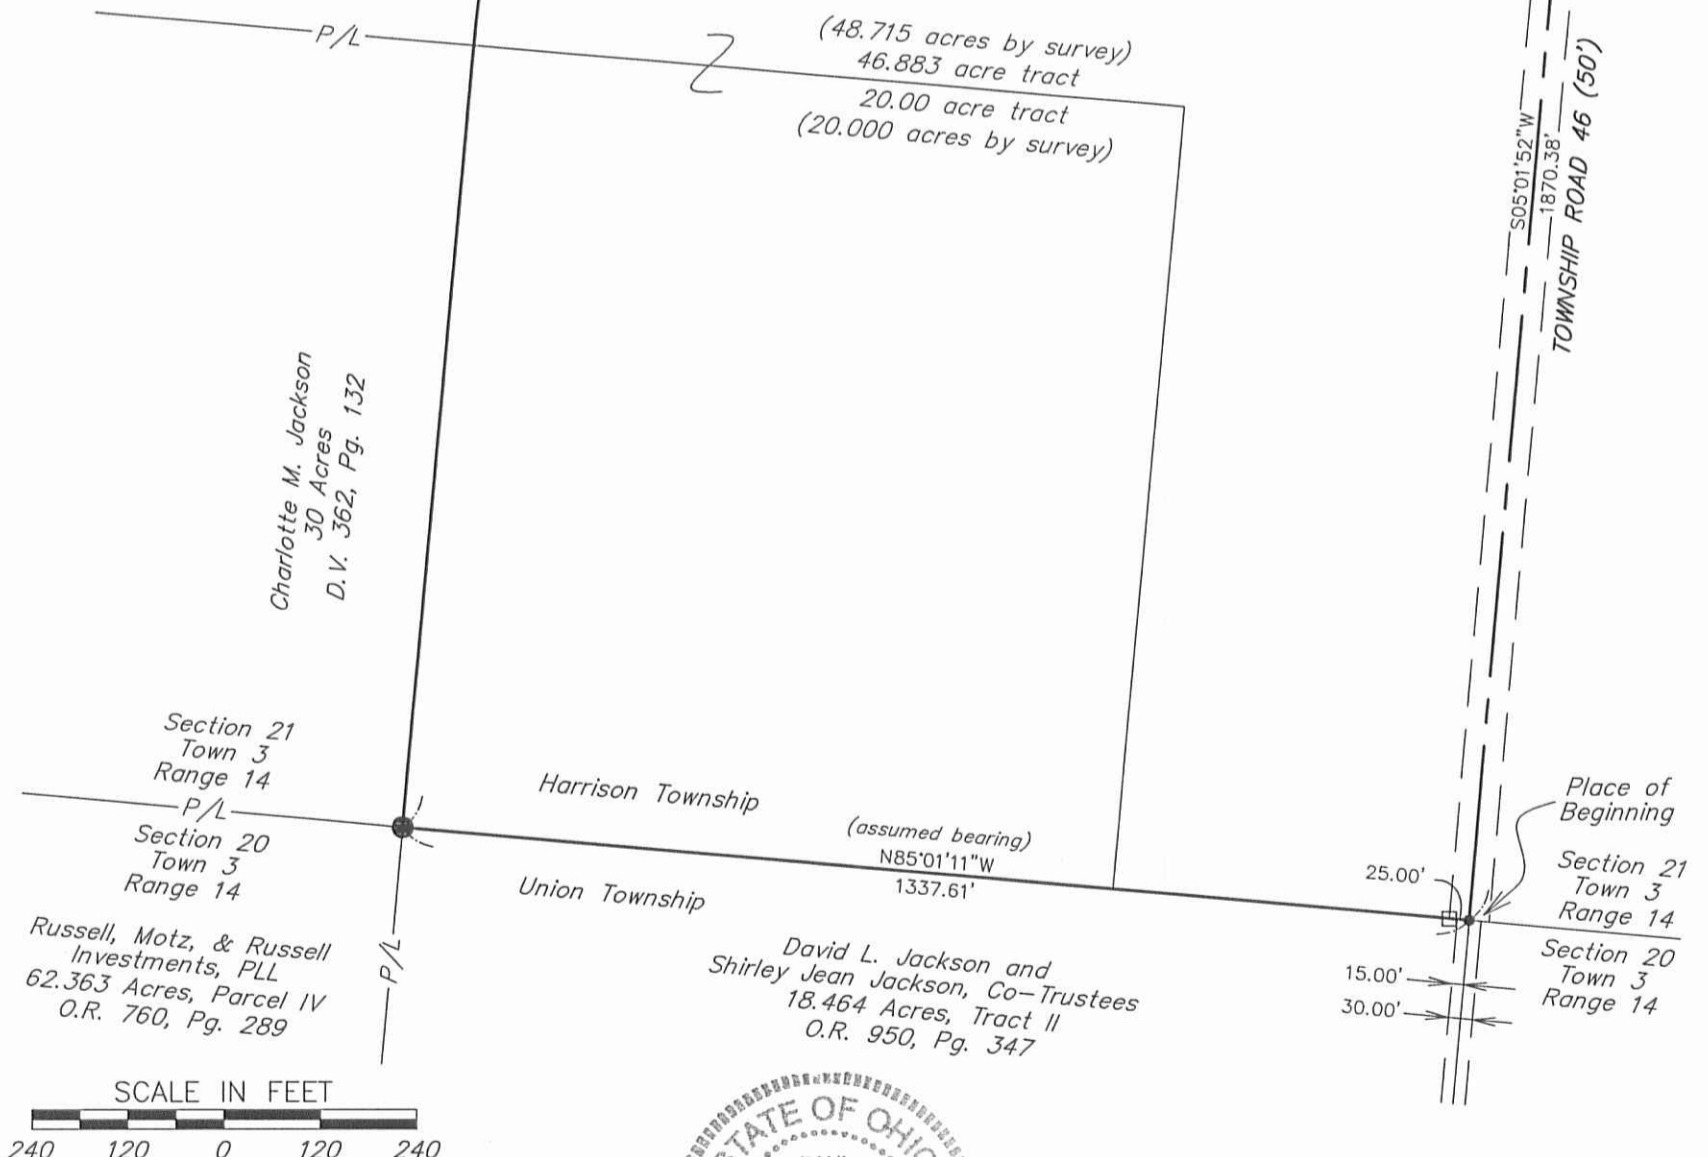 P/L
(48.715 acres by survey)
46.883 acre tract
20.00 acre tract
(20.000 acres by survey)
S05°01'52"W
1870.38'
TOWNSHIP ROAD 46 (50')
Charlotte M. Jackson
30 Acres
D.V. 362, Pg. 132
Section 21
Town 3
Range 14
P/L
Section 20
Town 3
Range 14
Harrison Township
Union Township
(assumed bearing)
N85°01'11"W
1337.61'
Place of
Beginning
25.00'
Section 21
Town 3
Range 14
Section 20
Town 3
Range 14
15.00'
30.00'
Russell, Motz, & Russell
Investments, PLL
62.363 Acres, Parcel IV
O.R. 760, Pg. 289
P/L
David L. Jackson and
Shirley Jean Jackson, Co-Trustees
18.464 Acres, Tract II
O.R. 950, Pg. 347
SCALE IN FEET
240 120 0 120 240
STATE OF OHIO